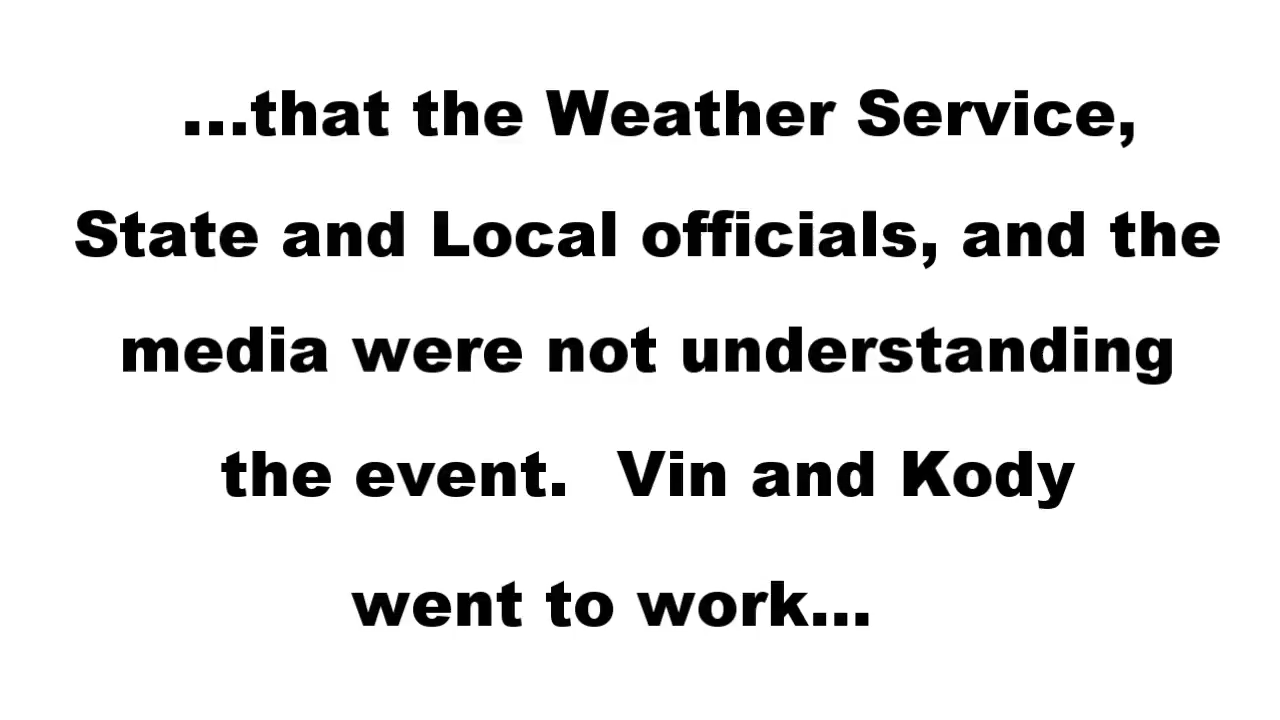 ...that the Weather Service,
State and Local officials, and the
media were not understanding
the event.  Vin and Kody
went to work...